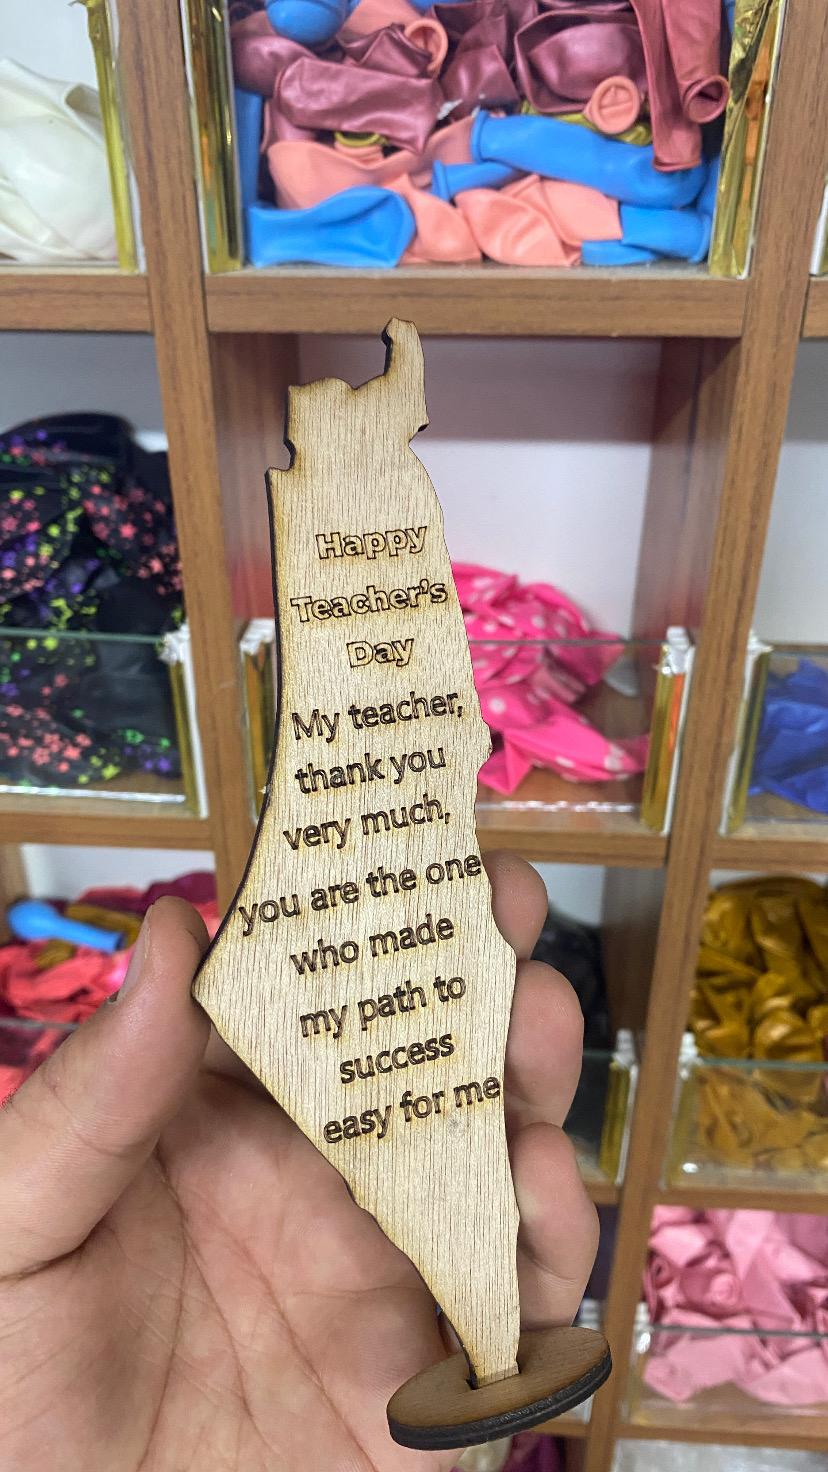 Happy
Teacher's
Day
My teacher,
thank you
very much,
you are the one
who made
my path to
success
easy for me